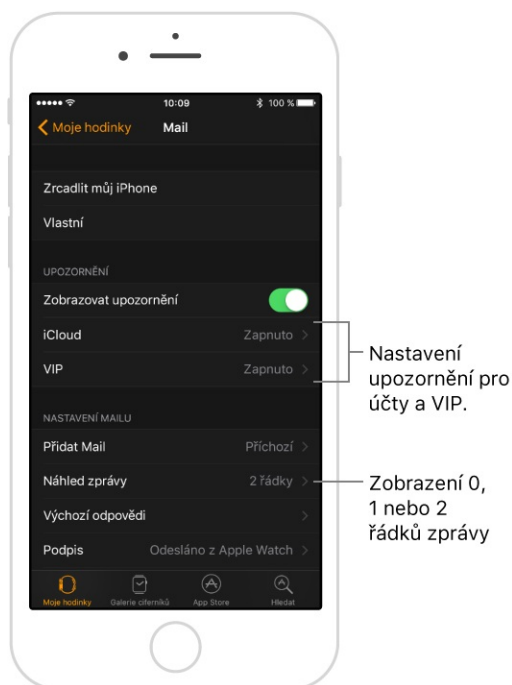 10:09 100 %
Moje hodinky Mail
Zrcadlit můj iPhone
Vlastní
UPOZORNĚNÍ
Zobrazovat upozornění
iCloud Zapnuto
VIP Zapnuto
Nastavení
upozornění pro
účty a VIP.
NASTAVENÍ MAILU
Přidat Mail Příchozí
Náhled zprávy 2 řádky
Zobrazení 0,
1 nebo 2
řádků zprávy
Výchozí odpovědi
Podpis Odesláno z Apple Watch
Moje hodinky Galerie ciferníků App Store Hledat